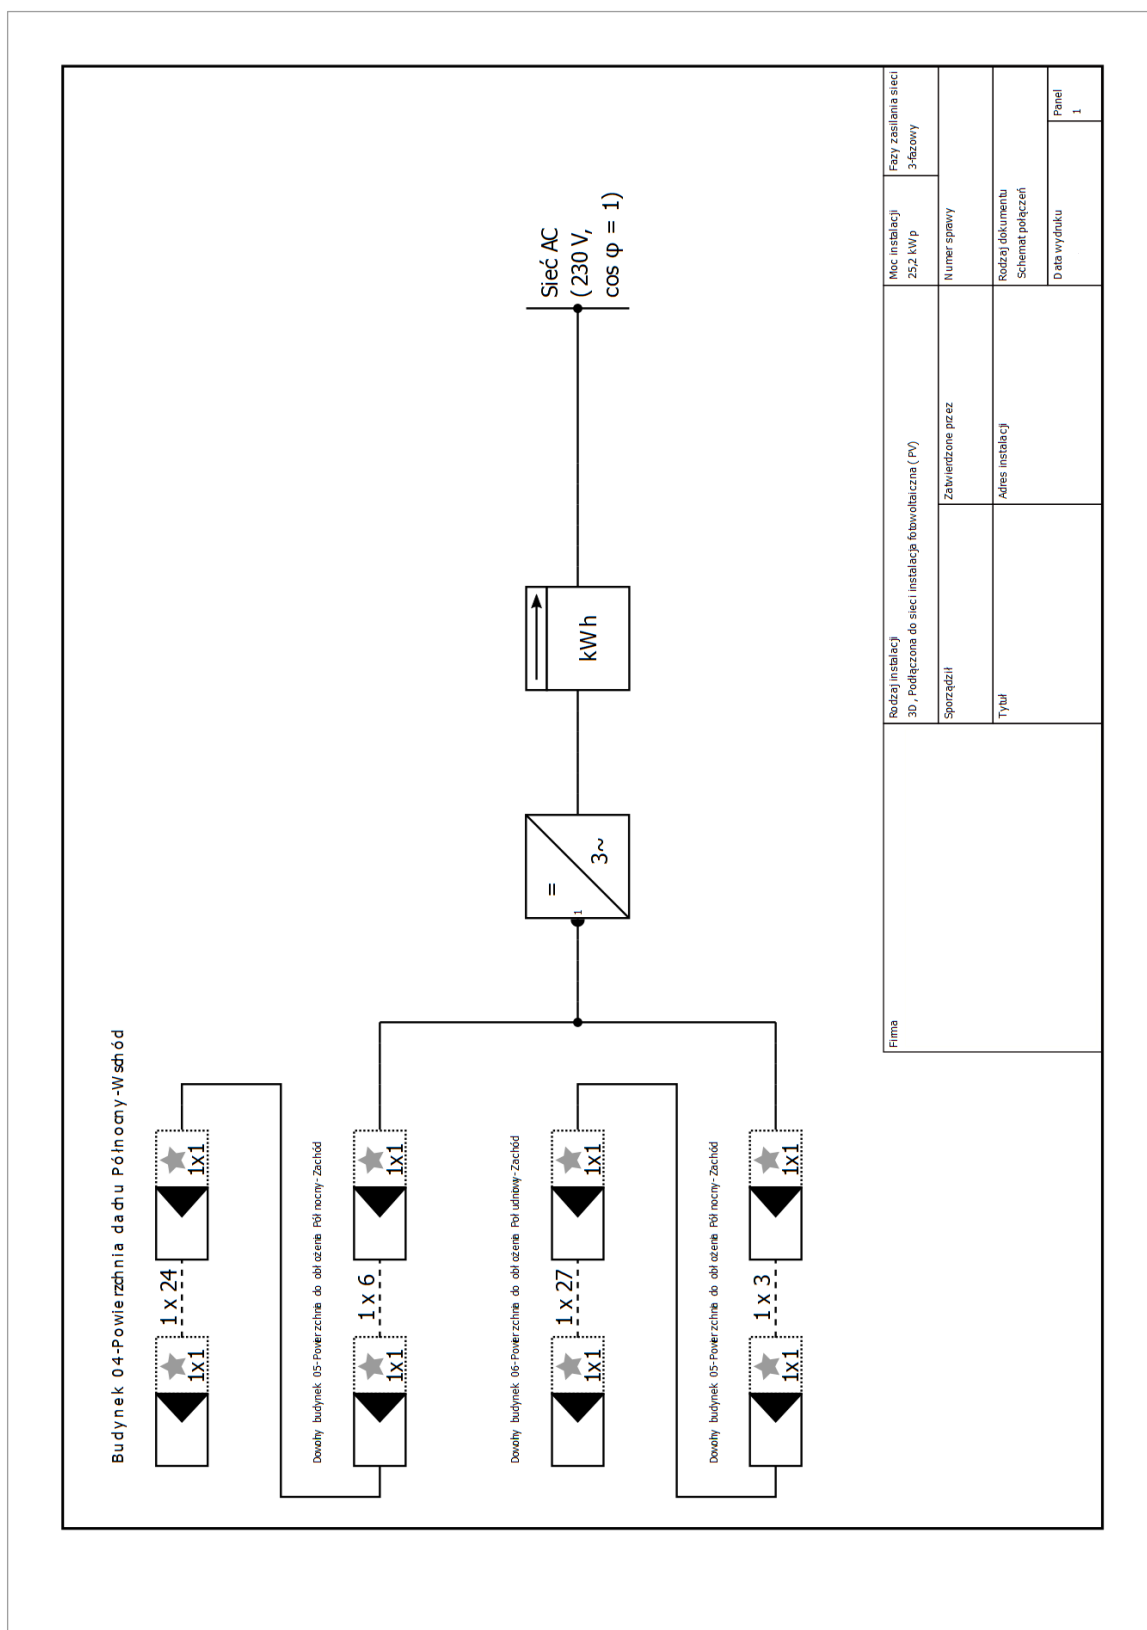 Budynek 04-Powierzchnia dachu Północny-Wschód
1x1
1 x 24
1x1
Dowolny budynek 05-Powierzchnia do obłożenia Północny-Zachód
1x1
1 x 6
1x1
Dowolny budynek 06-Powierzchnia do obłożenia Południowy-Zachód
1x1
1 x 27
1x1
Dowolny budynek 05-Powierzchnia do obłożenia Północny-Zachód
1x1
1 x 3
1x1
=
3~
1
kWh
Sieć AC
(230 V,
cos φ = 1)
Firma
Rodzaj instalacji
3D, Podłączona do sieci instalacja fotowoltaiczna (PV)
Moc instalacji
25,2 kWp
Fazy zasilania sieci
3-fazowy
Sporządził
Zatwierdzone przez
Numer sprawy
Tytuł
Adres instalacji
Rodzaj dokumentu
Schemat połączeń
Data wydruku
Panel
1